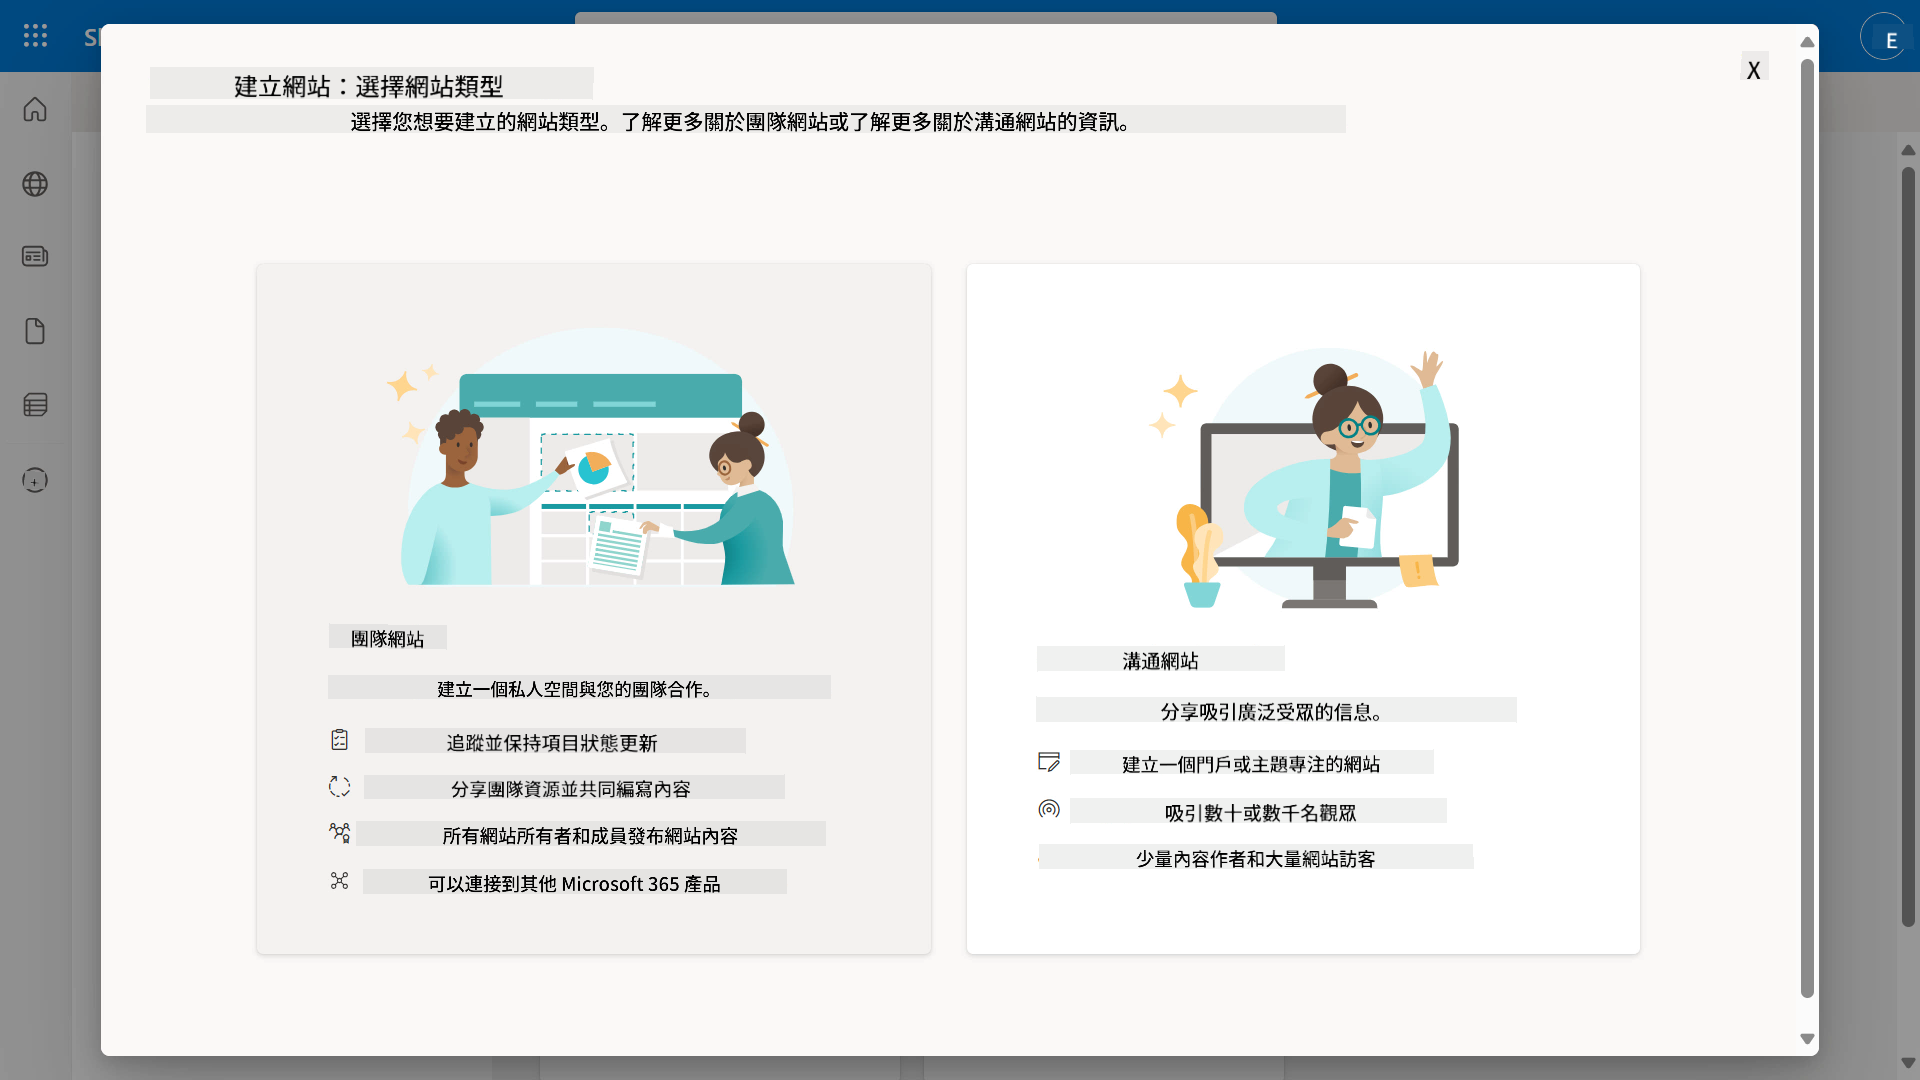 E
X
建立網站：選擇網站類型
選擇您想要建立的網站類型。了解更多關於團隊網站或了解更多關於溝通網站的資訊。
團隊網站
建立一個私人空間與您的團隊合作。
追蹤並保持項目狀態更新
分享團隊資源並共同編寫內容
所有網站所有者和成員發布網站內容
可以連接到其他 Microsoft 365 產品
溝通網站
分享吸引廣泛受眾的信息。
建立一個門戶或主題專注的網站
吸引數十或數千名觀眾
少量內容作者和大量網站訪客